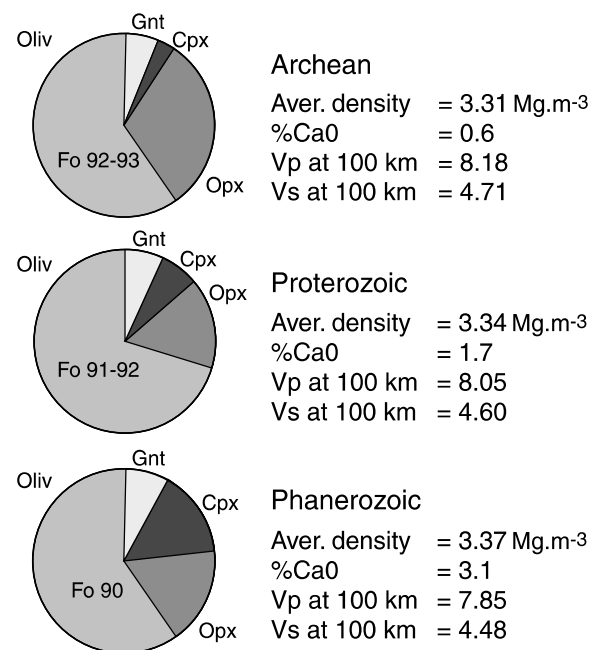 Gnt
Oliv
Cpx
Fo 92-93
Opx
Archean
Aver. density = 3.31 Mg.m-3
%Ca0 = 0.6
Vp at 100 km = 8.18
Vs at 100 km = 4.71
Gnt
Oliv
Cpx
Opx
Fo 91-92
Proterozoic
Aver. density = 3.34 Mg.m-3
%Ca0 = 1.7
Vp at 100 km = 8.05
Vs at 100 km = 4.60
Gnt
Oliv
Cpx
Fo 90
Opx
Phanerozoic
Aver. density = 3.37 Mg.m-3
%Ca0 = 3.1
Vp at 100 km = 7.85
Vs at 100 km = 4.48